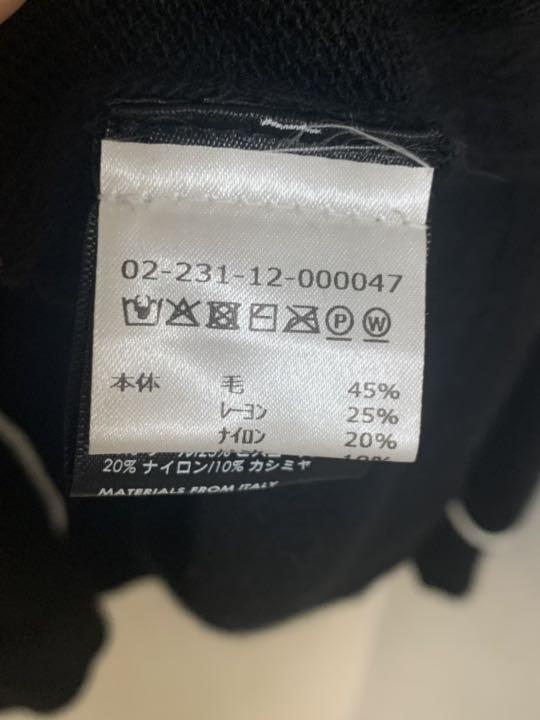 02-231-12-000047
P W
本体 毛 45%
レーヨン 25%
ナイロン 20%
10%
20% ナイロン/10% カシミヤ
MATERIALS FROM ITALY